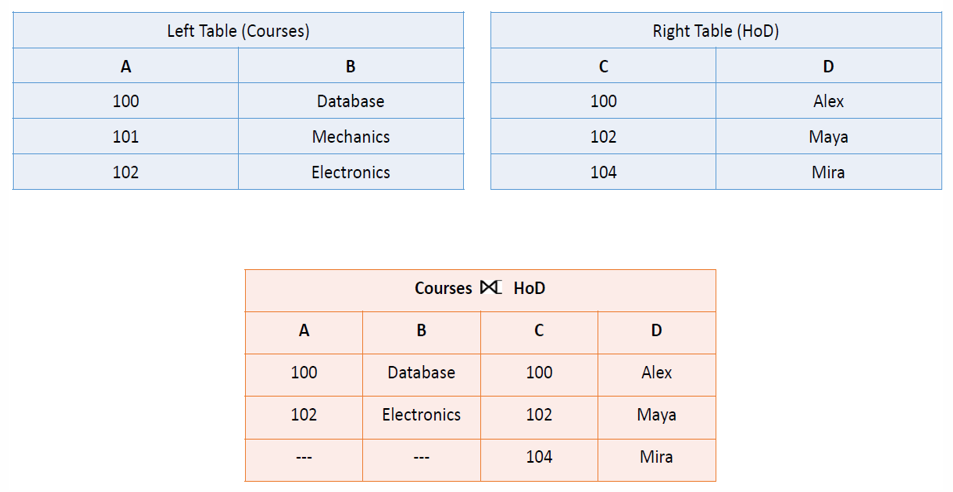 Left Table (Courses)
A B
100 Database
101 Mechanics
102 Electronics
Right Table (HoD)
C D
100 Alex
102 Maya
104 Mira
Courses ⟖ HoD
A B C D
100 Database 100 Alex
102 Electronics 102 Maya
--- --- 104 Mira